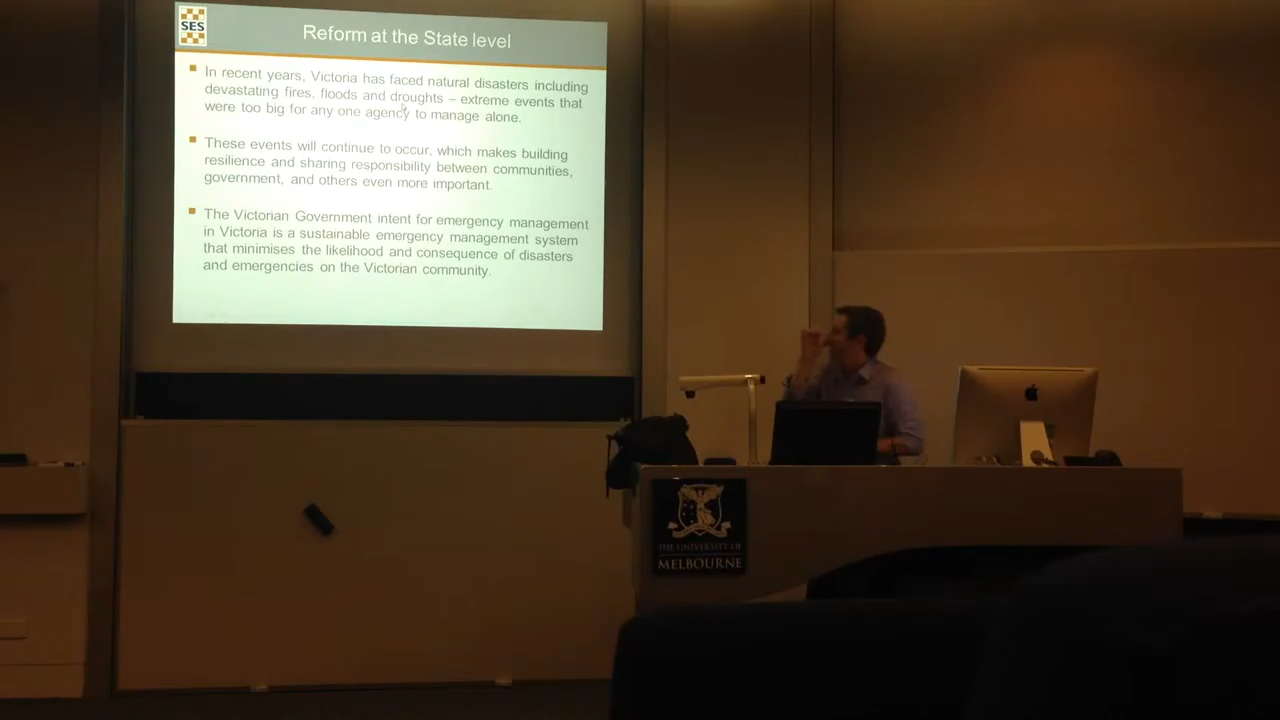 SES
Reform at the State level
In recent years, Victoria has faced natural disasters including
devastating fires, floods and droughts – extreme events that
were too big for any one agency to manage alone.
These events will continue to occur, which makes building
resilience and sharing responsibility between communities,
government, and others even more important.
The Victorian Government intent for emergency management
in Victoria is a sustainable emergency management system
that minimises the likelihood and consequence of disasters
and emergencies on the Victorian community.
THE UNIVERSITY OF
MELBOURNE